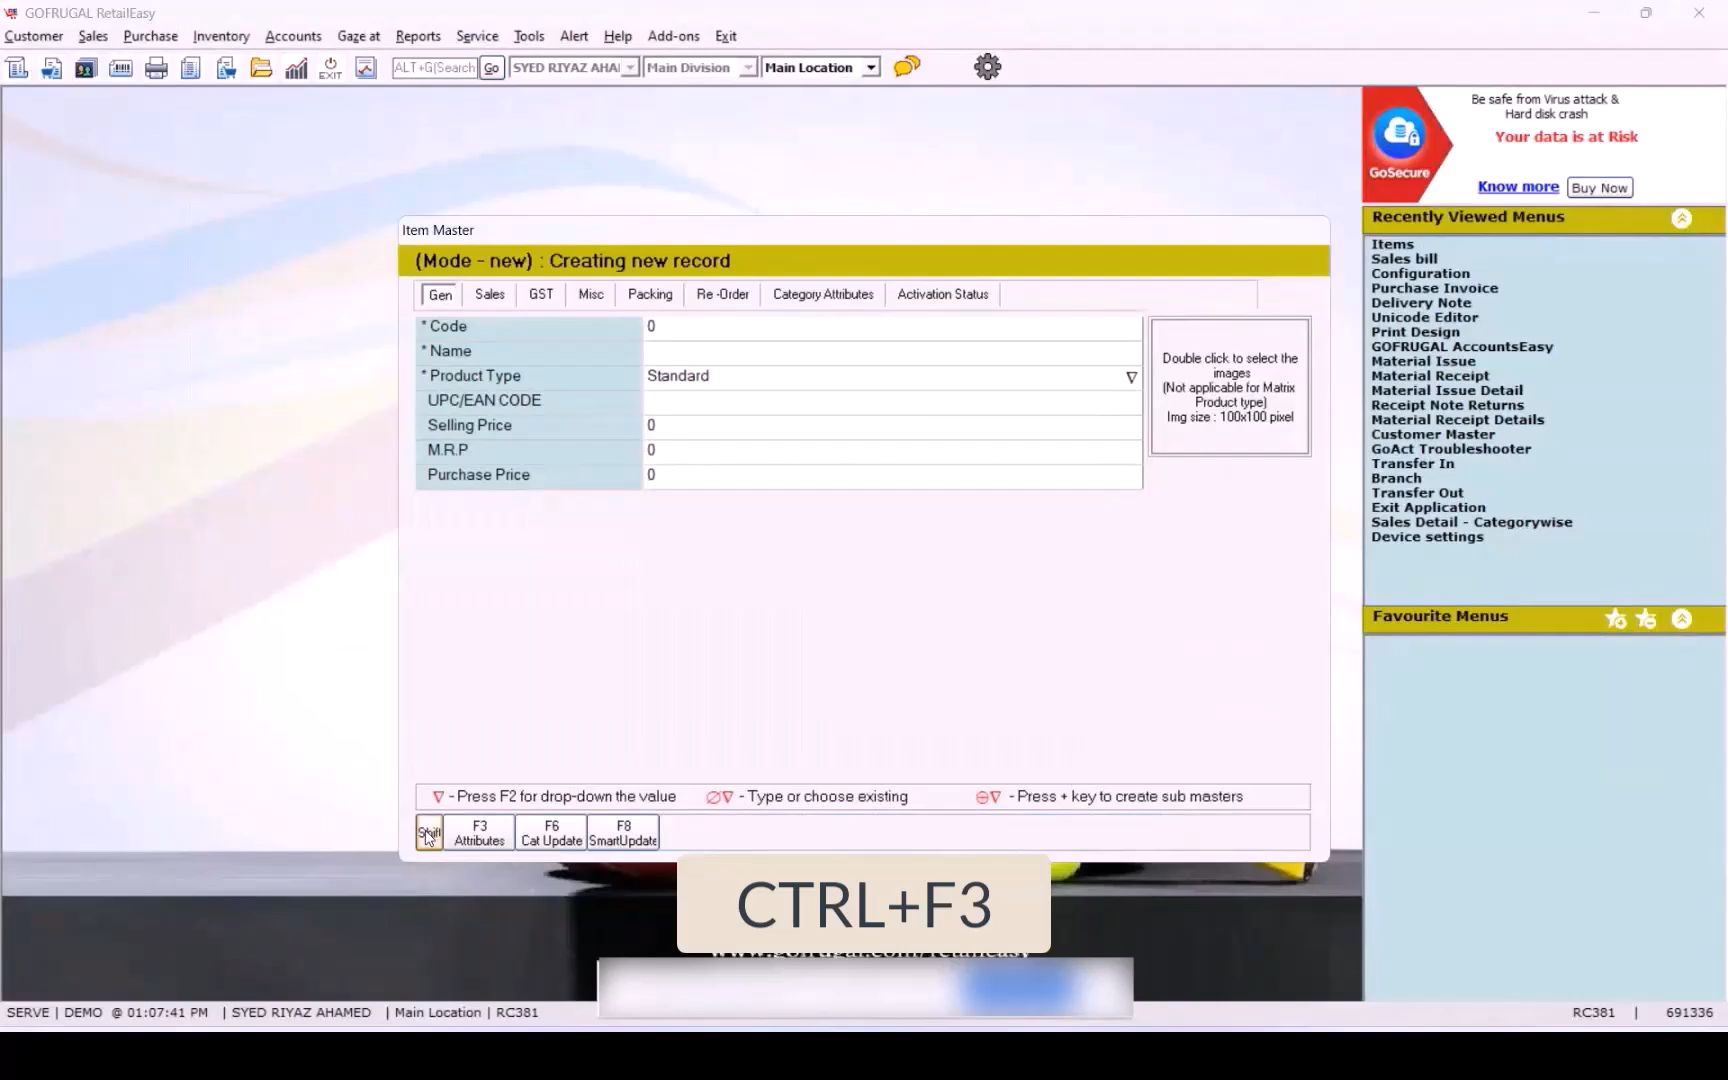 GOFRUGAL RetailEasy
Customer Sales Purchase Inventory Accounts Gaze at Reports Service Tools Alert Help Add-ons Exit
EXIT ALT+G(Search Go SYED RIYAZ AHAI Main Division Main Location
Be safe from Virus attack &
Hard disk crash
Your data is at Risk
GoSecure
Know more Buy Now
Recently Viewed Menus
Items
Sales bill
Configuration
Purchase Invoice
Delivery Note
Unicode Editor
Print Design
GOFRUGAL AccountsEasy
Material Issue
Material Receipt
Material Issue Detail
Receipt Note Returns
Material Receipt Details
Customer Master
GoAct Troubleshooter
Transfer In
Branch
Transfer Out
Exit Application
Sales Detail - Categorywise
Device settings
Favourite Menus
Item Master
(Mode - new) : Creating new record
Gen Sales GST Misc Packing Re -Order Category Attributes Activation Status
* Code 0
* Name
* Product Type Standard
UPC/EAN CODE
Selling Price 0
M.R.P 0
Purchase Price 0
Double click to select the
images
(Not applicable for Matrix
Product type)
Img size : 100x100 pixel
- Press F2 for drop-down the value - Type or choose existing - Press + key to create sub masters
F3 F6 F8
Attributes Cat Update SmartUpdate
CTRL+F3
www.gofrugal.com/retaileasy
SERVE | DEMO @ 01:07:41 PM | SYED RIYAZ AHAMED | Main Location | RC381
RC381 | 691336